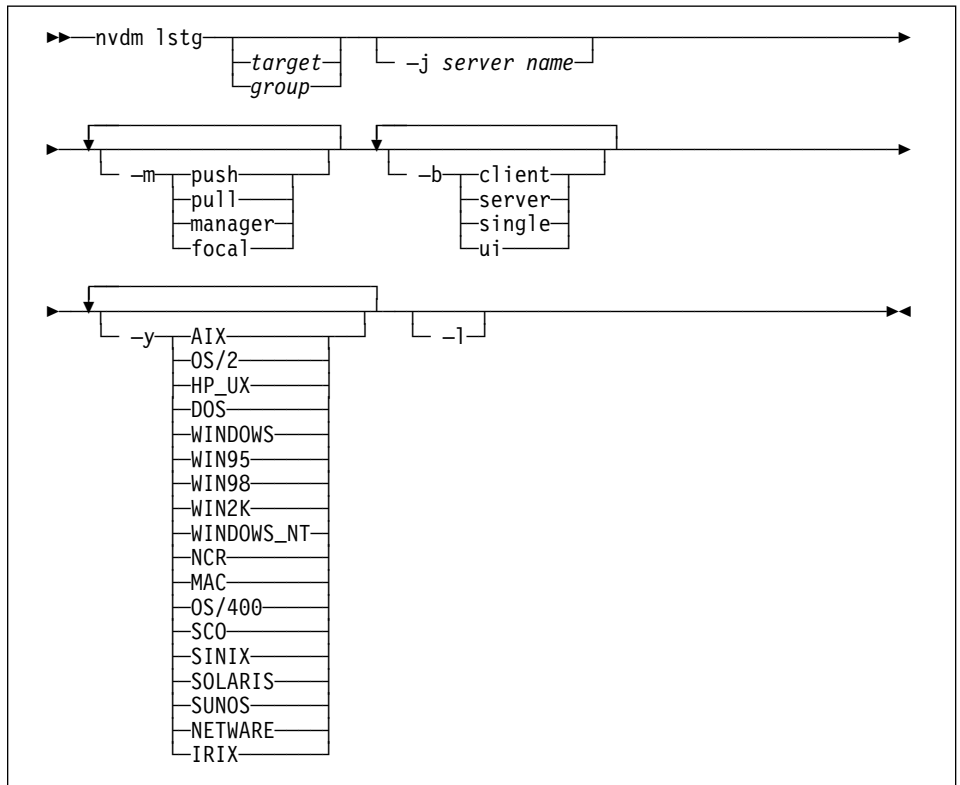 nvdm lstg
target
–j server name
group
–m push
–b client
pull
server
manager
single
focal
ui
–y AIX
–l
OS/2
HP_UX
DOS
WINDOWS
WIN95
WIN98
WIN2K
WINDOWS_NT
NCR
MAC
OS/400
SCO
SINIX
SOLARIS
SUNOS
NETWARE
IRIX